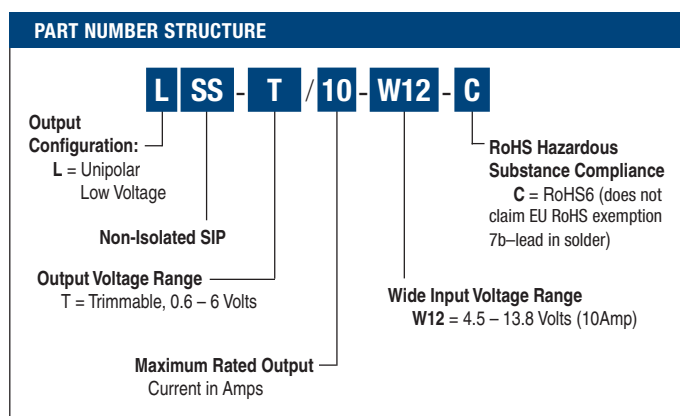 PART NUMBER STRUCTURE
L SS - T / 10 - W12 - C
Output
Configuration:
L = Unipolar
Low Voltage
RoHS Hazardous
Substance Compliance
C = RoHS6 (does not
claim EU RoHS exemption
7b–lead in solder)
Non-Isolated SIP
Output Voltage Range
T = Trimmable, 0.6 – 6 Volts
Wide Input Voltage Range
W12 = 4.5 – 13.8 Volts (10Amp)
Maximum Rated Output
Current in Amps